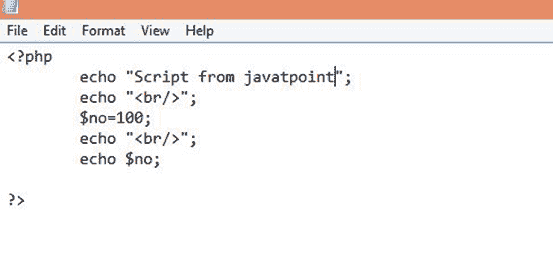 File Edit Format View Help
<?php
echo "Script from javatpoint";
echo "<br/>";
$no=100;
echo "<br/>";
echo $no;
?>